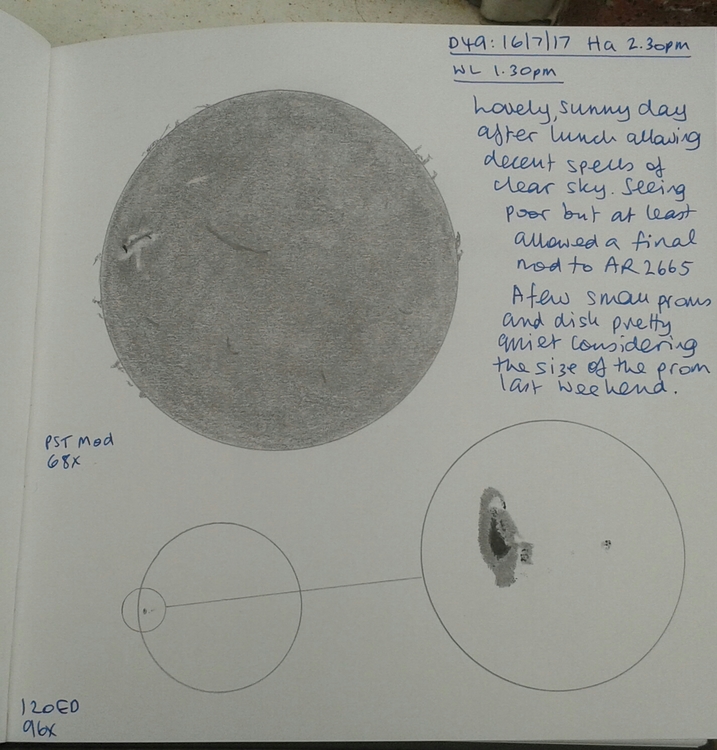 D49: 16/7/17 Ha 2.30pm
WL 1.30pm
Lovely, sunny day
after lunch allowing
decent spells of
clear sky. Seeing
poor but at least
allowed a final
nod to AR2665
A few small proms
and disk pretty
quiet considering
the size of the prom
last weekend.
PST Mod
68x
120ED
96x